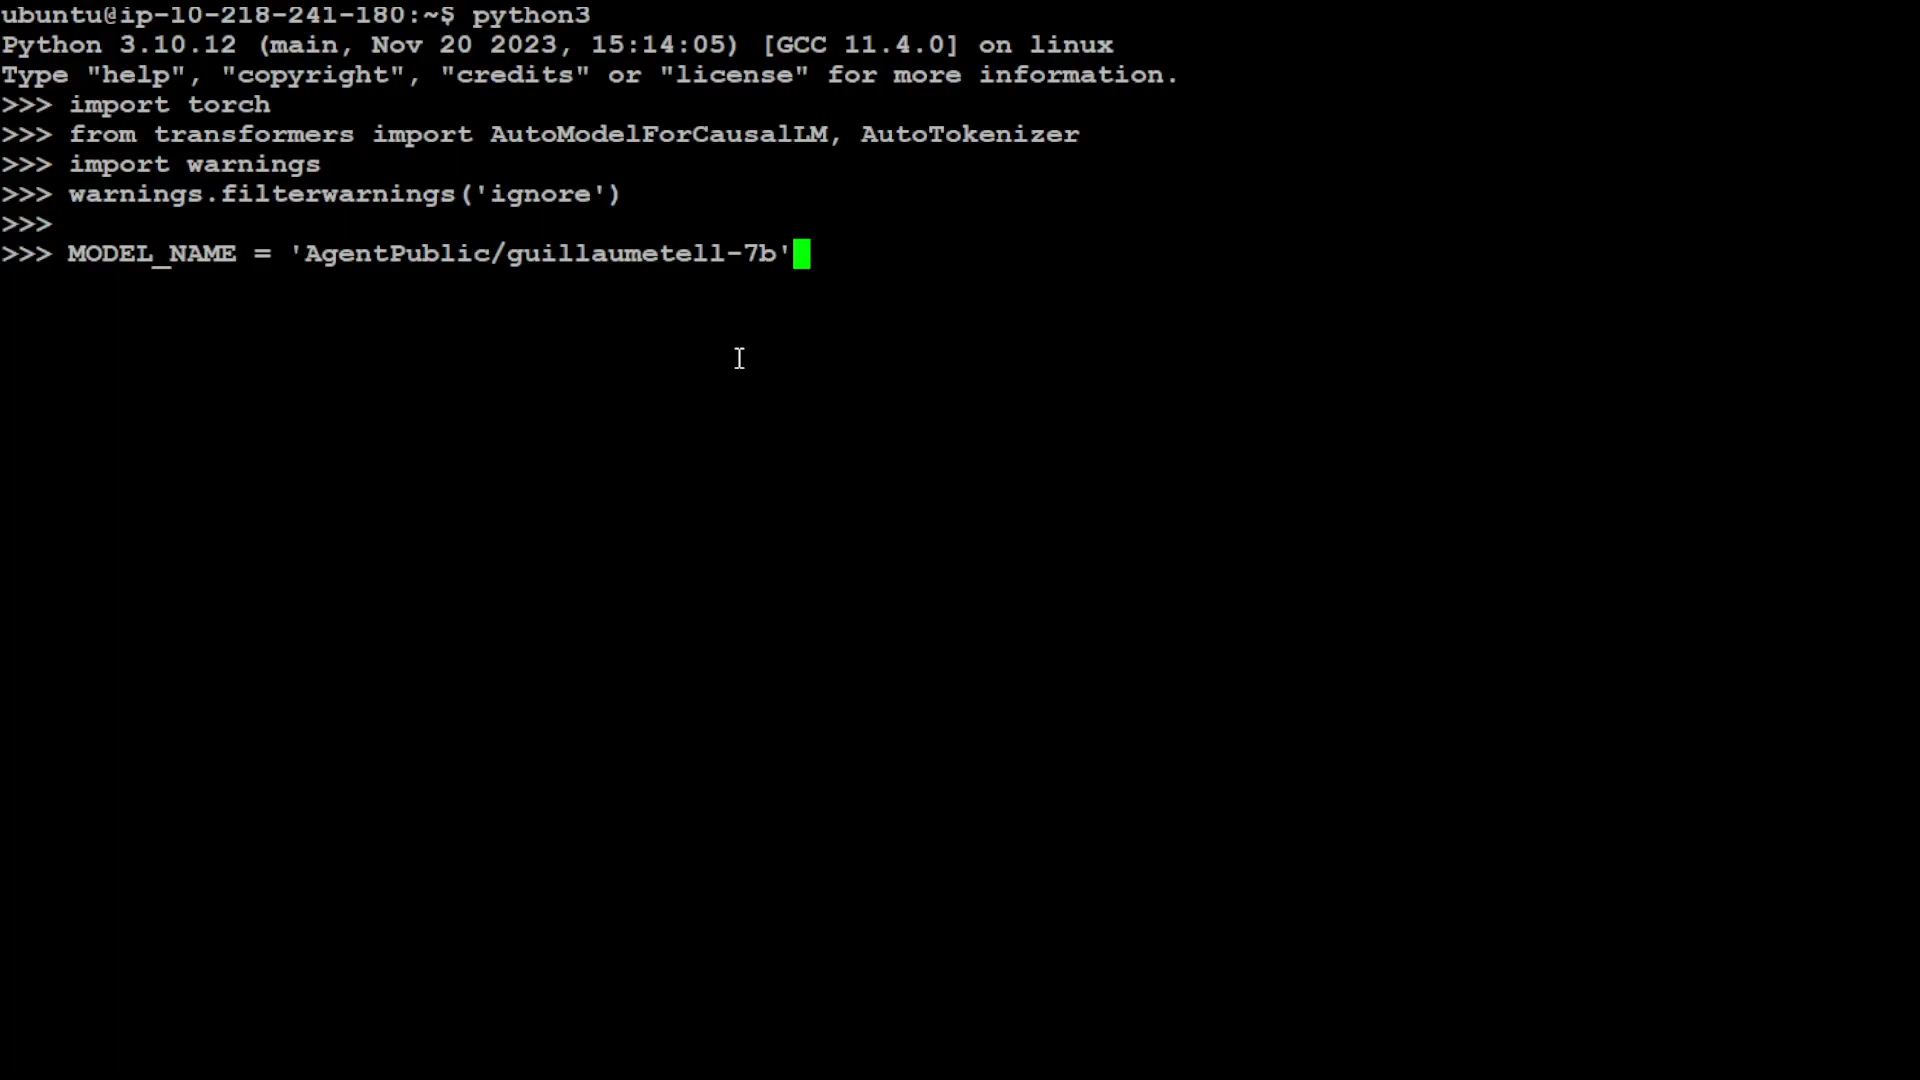 ubuntu@ip-10-218-241-180:~$ python3
Python 3.10.12 (main, Nov 20 2023, 15:14:05) [GCC 11.4.0] on linux
Type "help", "copyright", "credits" or "license" for more information.
>>> import torch
>>> from transformers import AutoModelForCausalLM, AutoTokenizer
>>> import warnings
>>> warnings.filterwarnings('ignore')
>>>
>>> MODEL_NAME = 'AgentPublic/guillaumetell-7b'